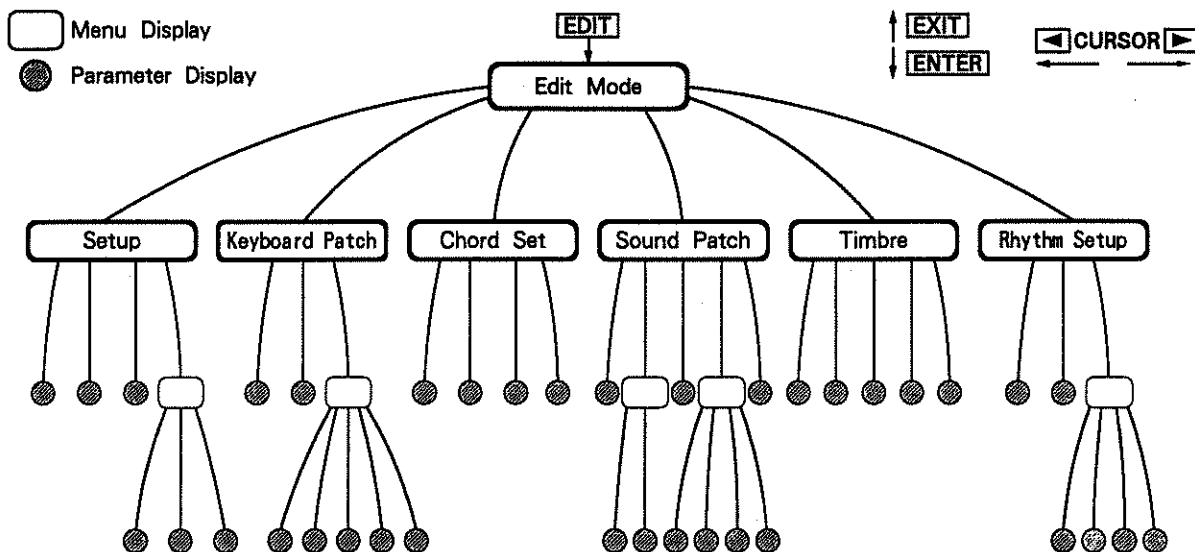 Menu Display
Parameter Display
EDIT
Edit Mode
EXIT
ENTER
◄ CURSOR ►
Setup
Keyboard Patch
Chord Set
Sound Patch
Timbre
Rhythm Setup